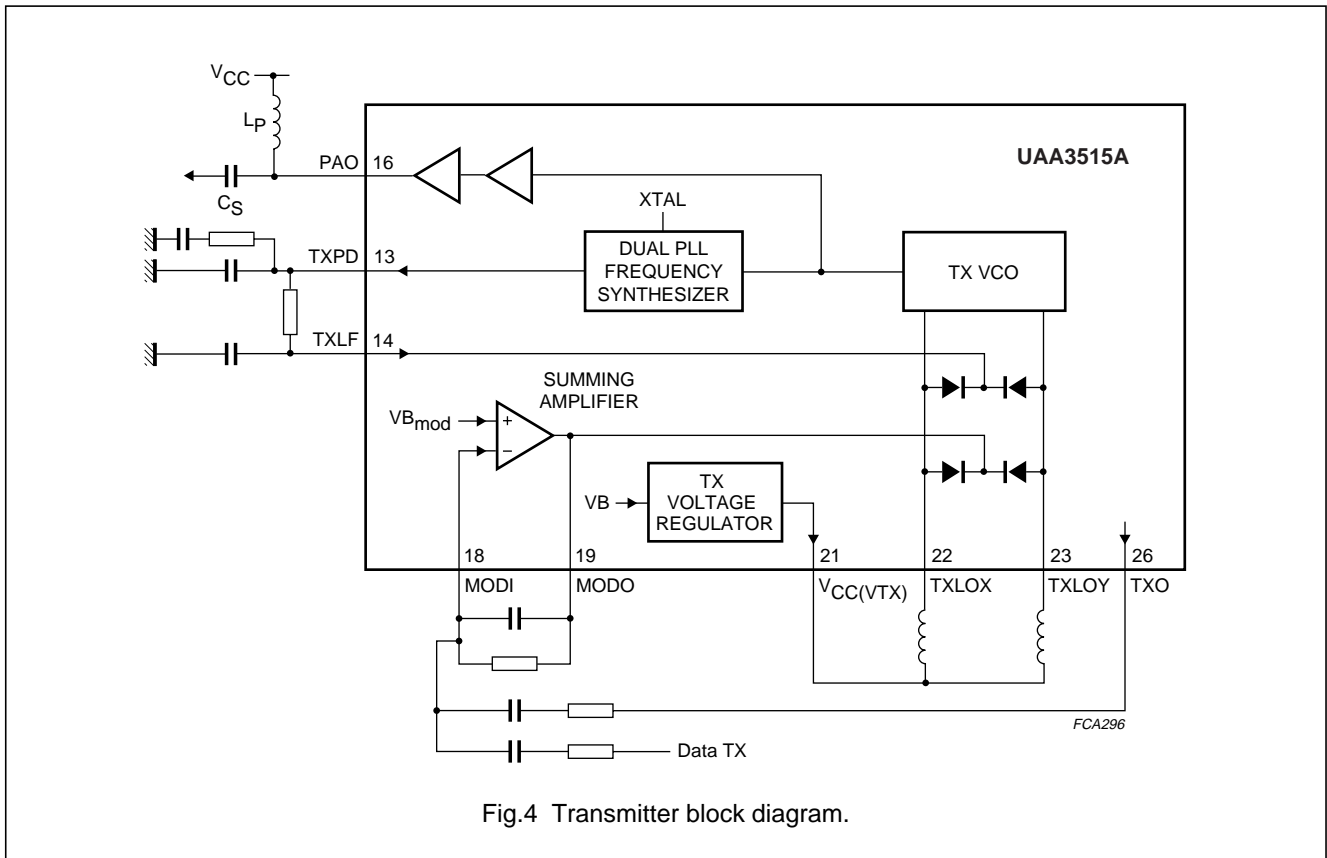 VCC
LP
PAO 16
UAA3515A
XTAL
CS
TXPD 13
DUAL PLL
FREQUENCY
SYNTHESIZER
TX VCO
TXLF 14
SUMMING
AMPLIFIER
VBmod
+
−
VB
TX
VOLTAGE
REGULATOR
18 19 21 22 23 26
MODI MODO VCC(VTX) TXLOX TXLOY TXO
FCA296
Data TX
Fig.4 Transmitter block diagram.